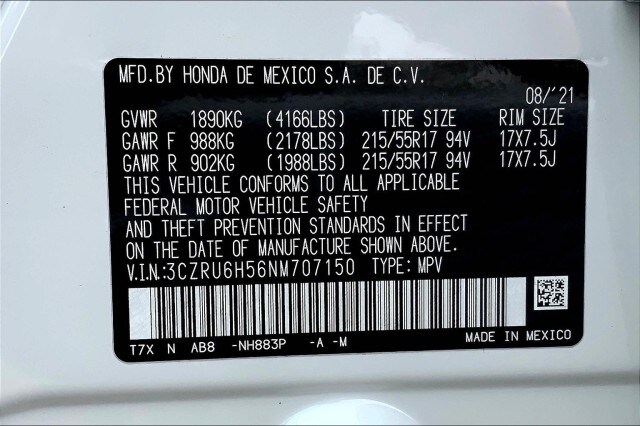 MFD.BY HONDA DE MEXICO S.A. DE C.V.
08/'21
GVWR 1890KG (4166LBS) TIRE SIZE RIM SIZE
GAWR F 988KG (2178LBS) 215/55R17 94V 17X7.5J
GAWR R 902KG (1988LBS) 215/55R17 94V 17X7.5J
THIS VEHICLE CONFORMS TO ALL APPLICABLE
FEDERAL MOTOR VEHICLE SAFETY
AND THEFT PREVENTION STANDARDS IN EFFECT
ON THE DATE OF MANUFACTURE SHOWN ABOVE.
V.I.N:3CZRU6H56NM707150 TYPE: MPV
T7X N AB8 -NH883P -A -M MADE IN MEXICO